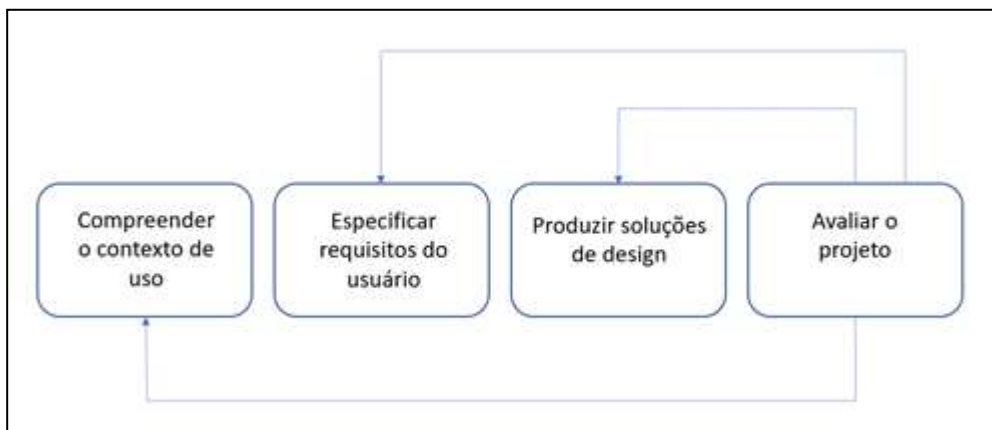 Compreender
o contexto de
uso
Especificar
requisitos do
usuário
Produzir soluções
de design
Avaliar o
projeto